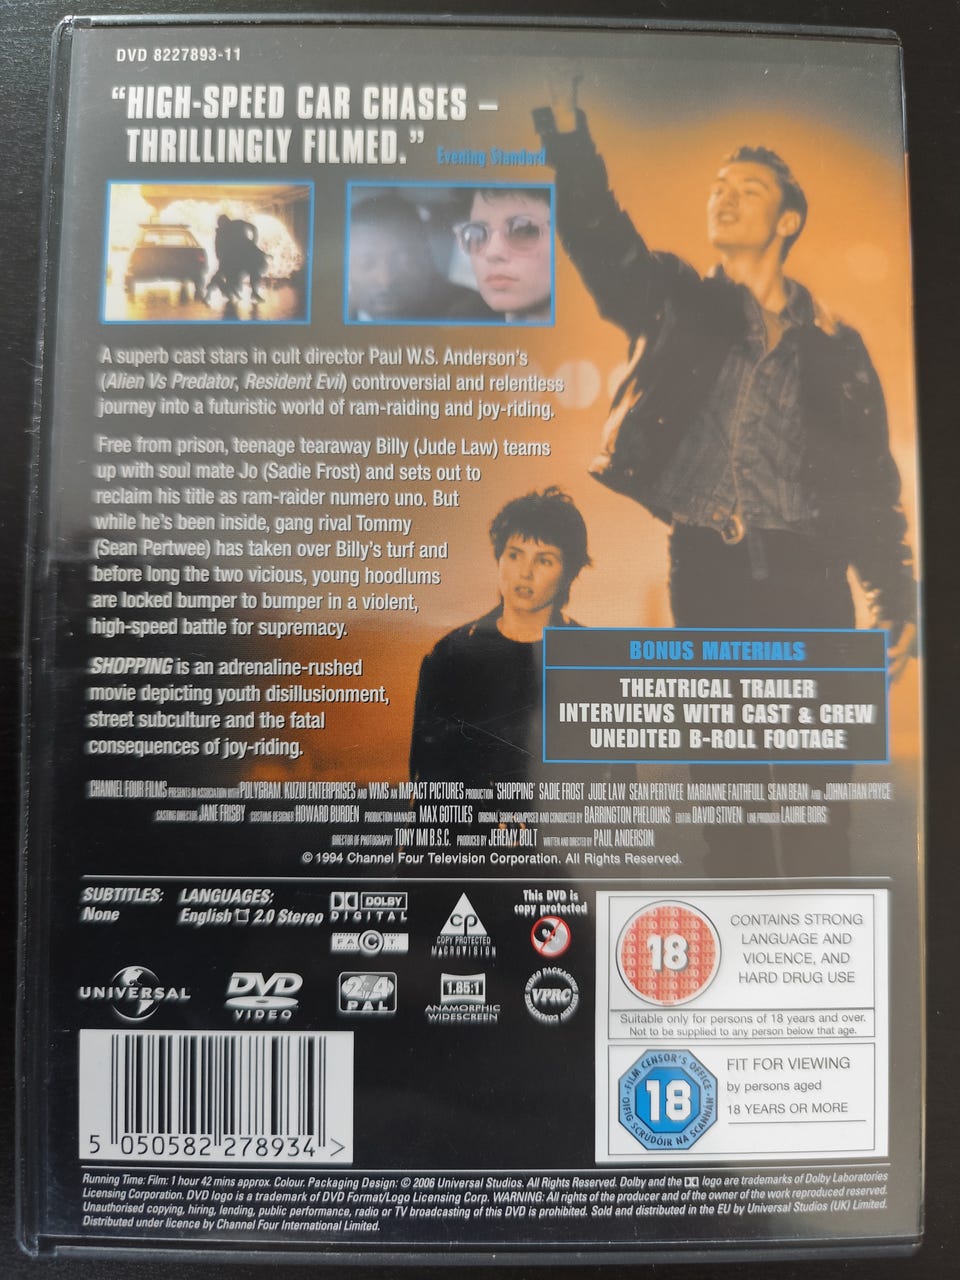 DVD 8227893-11
“HIGH-SPEED CAR CHASES –
THRILLINGLY FILMED.” Evening Standard
A superb cast stars in cult director Paul W.S. Anderson's
(Alien Vs Predator, Resident Evil) controversial and relentless
journey into a futuristic world of ram-raiding and joy-riding.
Free from prison, teenage tearaway Billy (Jude Law) teams
up with soul mate Jo (Sadie Frost) and sets out to
reclaim his title as ram-raider numero uno. But
while he's been inside, gang rival Tommy
(Sean Pertwee) has taken over Billy's turf and
before long the two vicious, young hoodlums
are locked bumper to bumper in a violent,
high-speed battle for supremacy.
SHOPPING is an adrenaline-rushed
movie depicting youth disillusionment,
street subculture and the fatal
consequences of joy-riding.
BONUS MATERIALS
THEATRICAL TRAILER
INTERVIEWS WITH CAST & CREW
UNEDITED B-ROLL FOOTAGE
CHANNEL FOUR FILMS PRESENTS IN ASSOCIATION WITH POLYGRAM, KUZUI ENTERPRISES AND WMG AN IMPACT PICTURES PRODUCTION 'SHOPPING' SADIE FROST JUDE LAW SEAN PERTWEE MARIANNE FAITHFULL SEAN BEAN AND JOHNATHAN PRYCE
CASTING DIRECTOR JANE FRISBY COSTUME DESIGNER HOWARD BURDEN PRODUCTION MANAGER MAX GOTTLIES ORIGINAL SCORE COMPOSED AND CONDUCTED BY BARRINGTON PHELOUNG EDITOR DAVID STIVEN LINE PRODUCER LAURIE BORG
DIRECTOR OF PHOTOGRAPHY TONY IMI B.S.C. PRODUCED BY JEREMY BOLT WRITTEN AND DIRECTED BY PAUL ANDERSON
© 1994 Channel Four Television Corporation. All Rights Reserved.
SUBTITLES:
None
LANGUAGES:
English 2.0 Stereo
DOLBY
DIGITAL
FACT
CP
COPY PROTECTED
MACROVISION
This DVD is
copy protected
UNIVERSAL
DVD
VIDEO
2 4
PAL
1.85:1
ANAMORPHIC
WIDESCREEN
VIDEO PACKAGING REVIEW COMMITTEE
VPRC
18
CONTAINS STRONG
LANGUAGE AND
VIOLENCE, AND
HARD DRUG USE
Suitable only for persons of 18 years and over.
Not to be supplied to any person below that age.
FILM CENSOR'S OFFICE
18
OIFIG SCRÚDÓIR NA SCANNÁN
FIT FOR VIEWING
by persons aged
18 YEARS OR MORE
5 050582 278934 >
Running Time: Film: 1 hour 42 mins approx. Colour. Packaging Design: © 2006 Universal Studios. All Rights Reserved. Dolby and the logo are trademarks of Dolby Laboratories
Licensing Corporation. DVD logo is a trademark of DVD Format/Logo Licensing Corp. WARNING: All rights of the producer and of the owner of the work reproduced reserved.
Unauthorised copying, hiring, lending, public performance, radio or TV broadcasting of this DVD is prohibited. Sold and distributed in the EU by Universal Studios (UK) Limited.
Distributed under licence by Channel Four International Limited.